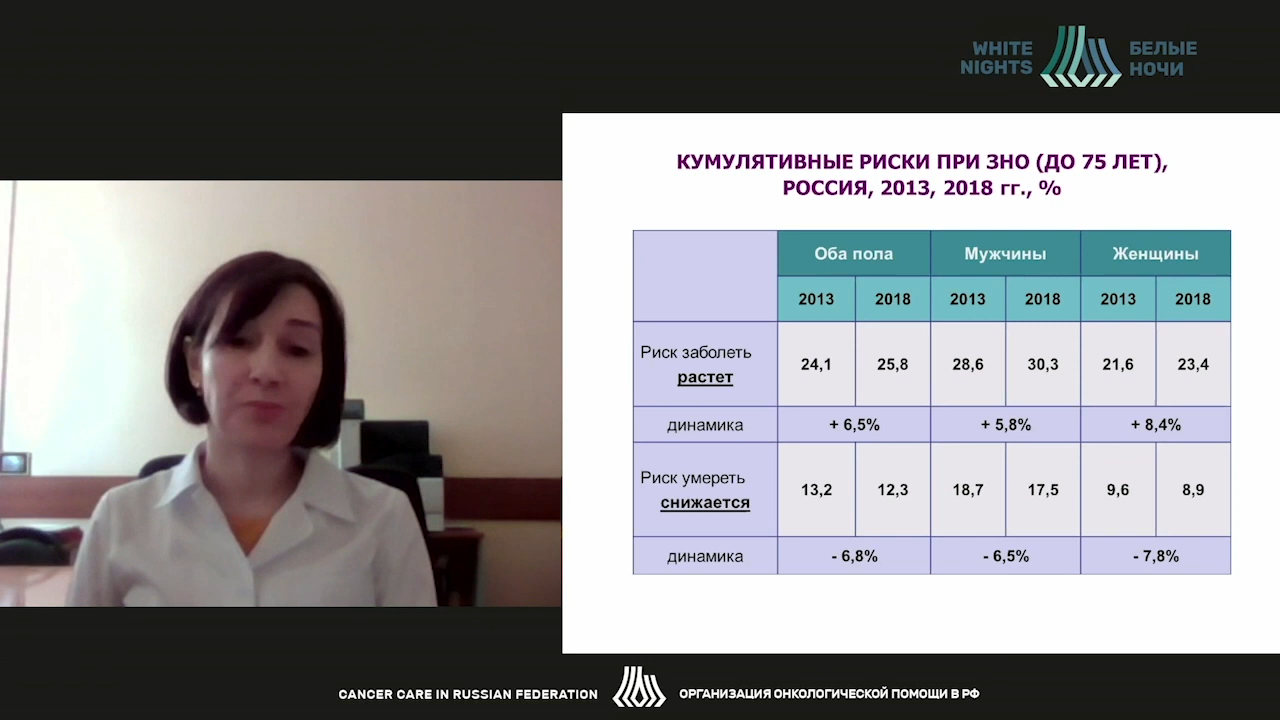 WHITE NIGHTS
БЕЛЫЕ НОЧИ
КУМУЛЯТИВНЫЕ РИСКИ ПРИ ЗНО (ДО 75 ЛЕТ),
РОССИЯ, 2013, 2018 гг., %
Оба пола Мужчины Женщины
2013 2018 2013 2018 2013 2018
Риск заболеть растет 24,1 25,8 28,6 30,3 21,6 23,4
динамика + 6,5% + 5,8% + 8,4%
Риск умереть снижается 13,2 12,3 18,7 17,5 9,6 8,9
динамика - 6,8% - 6,5% - 7,8%
CANCER CARE IN RUSSIAN FEDERATION ОРГАНИЗАЦИЯ ОНКОЛОГИЧЕСКОЙ ПОМОЩИ В РФ